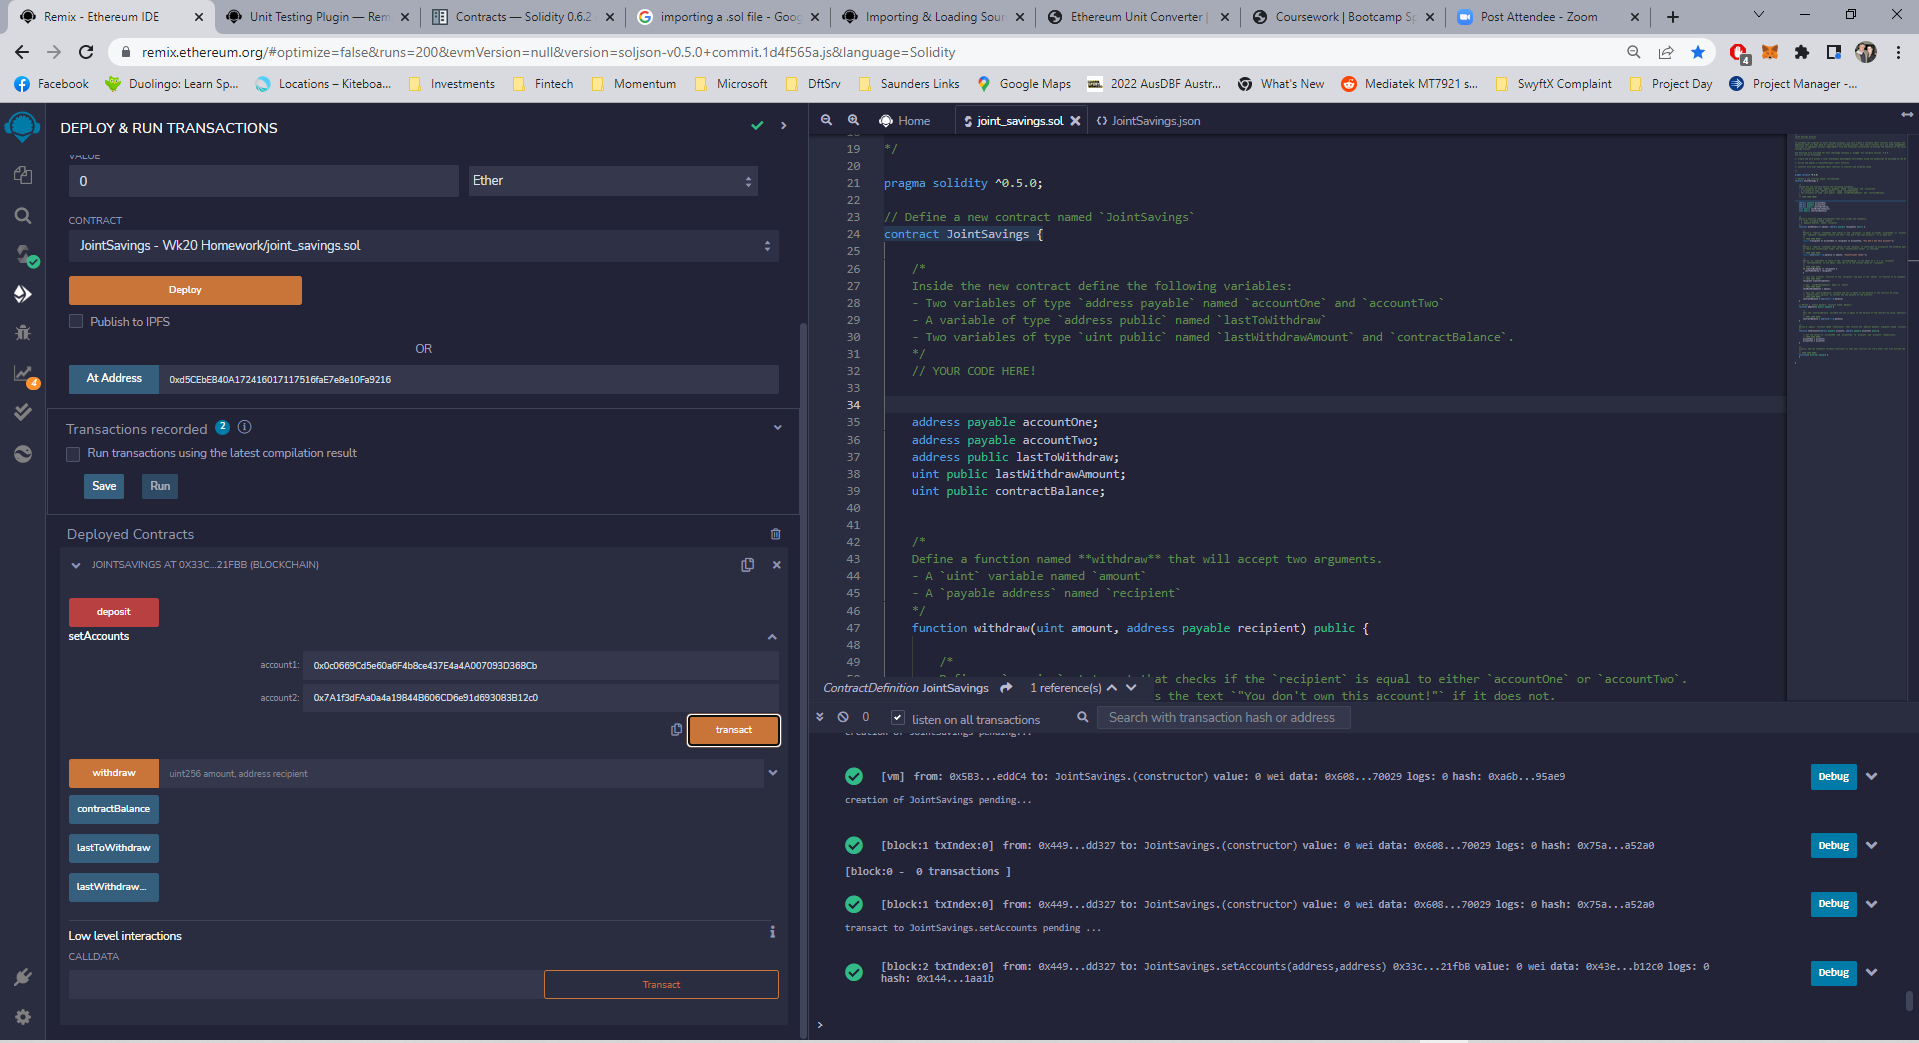 Remix - Ethereum IDE
Unit Testing Plugin — Rem
Contracts — Solidity 0.6.2
importing a .sol file - Goog
Importing & Loading Sour
Ethereum Unit Converter |
Coursework | Bootcamp Sp
Post Attendee - Zoom
remix.ethereum.org/#optimize=false&runs=200&evmVersion=null&version=soljson-v0.5.0+commit.1d4f565a.js&language=Solidity
4
Facebook
Duolingo: Learn Sp...
Locations – Kiteboa...
Investments
Fintech
Momentum
Microsoft
DftSrv
Saunders Links
Google Maps
2022 AusDBF Austr...
What's New
Mediatek MT7921 s...
SwyftX Complaint
Project Day
Project Manager -...
DEPLOY & RUN TRANSACTIONS
VALUE
0
Ether
CONTRACT
JointSavings - Wk20 Homework/joint_savings.sol
Deploy
Publish to IPFS
OR
At Address
0xd5CEbE840A172416017117516faE7e8e10Fa9216
4
Transactions recorded 2 i
Run transactions using the latest compilation result
Save
Run
Deployed Contracts
JOINTSAVINGS AT 0X33C...21FBB (BLOCKCHAIN)
deposit
setAccounts
account1: 0x0c0669Cd5e60a6F4b8ce437E4a4A007093D368Cb
account2: 0x7A1f3dFAa0a4a19844B606CD6e91d693083B12c0
transact
withdraw
uint256 amount, address recipient
contractBalance
lastToWithdraw
lastWithdraw...
Low level interactions
i
CALLDATA
Transact
Home
joint_savings.sol
JointSavings.json
19 */
20
21 pragma solidity ^0.5.0;
22
23 // Define a new contract named `JointSavings`
24 contract JointSavings {
25
26 /*
27 Inside the new contract define the following variables:
28 - Two variables of type `address payable` named `accountOne` and `accountTwo`
29 - A variable of type `address public` named `lastToWithdraw`
30 - Two variables of type `uint public` named `lastWithdrawAmount` and `contractBalance`.
31 */
32 // YOUR CODE HERE!
33
34
35 address payable accountOne;
36 address payable accountTwo;
37 address public lastToWithdraw;
38 uint public lastWithdrawAmount;
39 uint public contractBalance;
40
41
42 /*
43 Define a function named **withdraw** that will accept two arguments.
44 - A `uint` variable named `amount`
45 - A `payable address` named `recipient`
46 */
47 function withdraw(uint amount, address payable recipient) public {
48
49 /*
that checks if the `recipient` is equal to either `accountOne` or `accountTwo`.
ContractDefinition JointSavings
1 reference(s)
s the text `"You don't own this account!"` if it does not.
0
listen on all transactions
Search with transaction hash or address
creation of JointSavings pending...
[vm] from: 0x5B3...eddC4 to: JointSavings.(constructor) value: 0 wei data: 0x608...70029 logs: 0 hash: 0xa6b...95ae9
Debug
creation of JointSavings pending...
[block:1 txIndex:0] from: 0x449...dd327 to: JointSavings.(constructor) value: 0 wei data: 0x608...70029 logs: 0 hash: 0x75a...a52a0
Debug
[block:0 - 0 transactions ]
[block:1 txIndex:0] from: 0x449...dd327 to: JointSavings.(constructor) value: 0 wei data: 0x608...70029 logs: 0 hash: 0x75a...a52a0
Debug
transact to JointSavings.setAccounts pending ...
[block:2 txIndex:0] from: 0x449...dd327 to: JointSavings.setAccounts(address,address) 0x33c...21fbB value: 0 wei data: 0x43e...b12c0 logs: 0
hash: 0x144...1aa1b
Debug
>